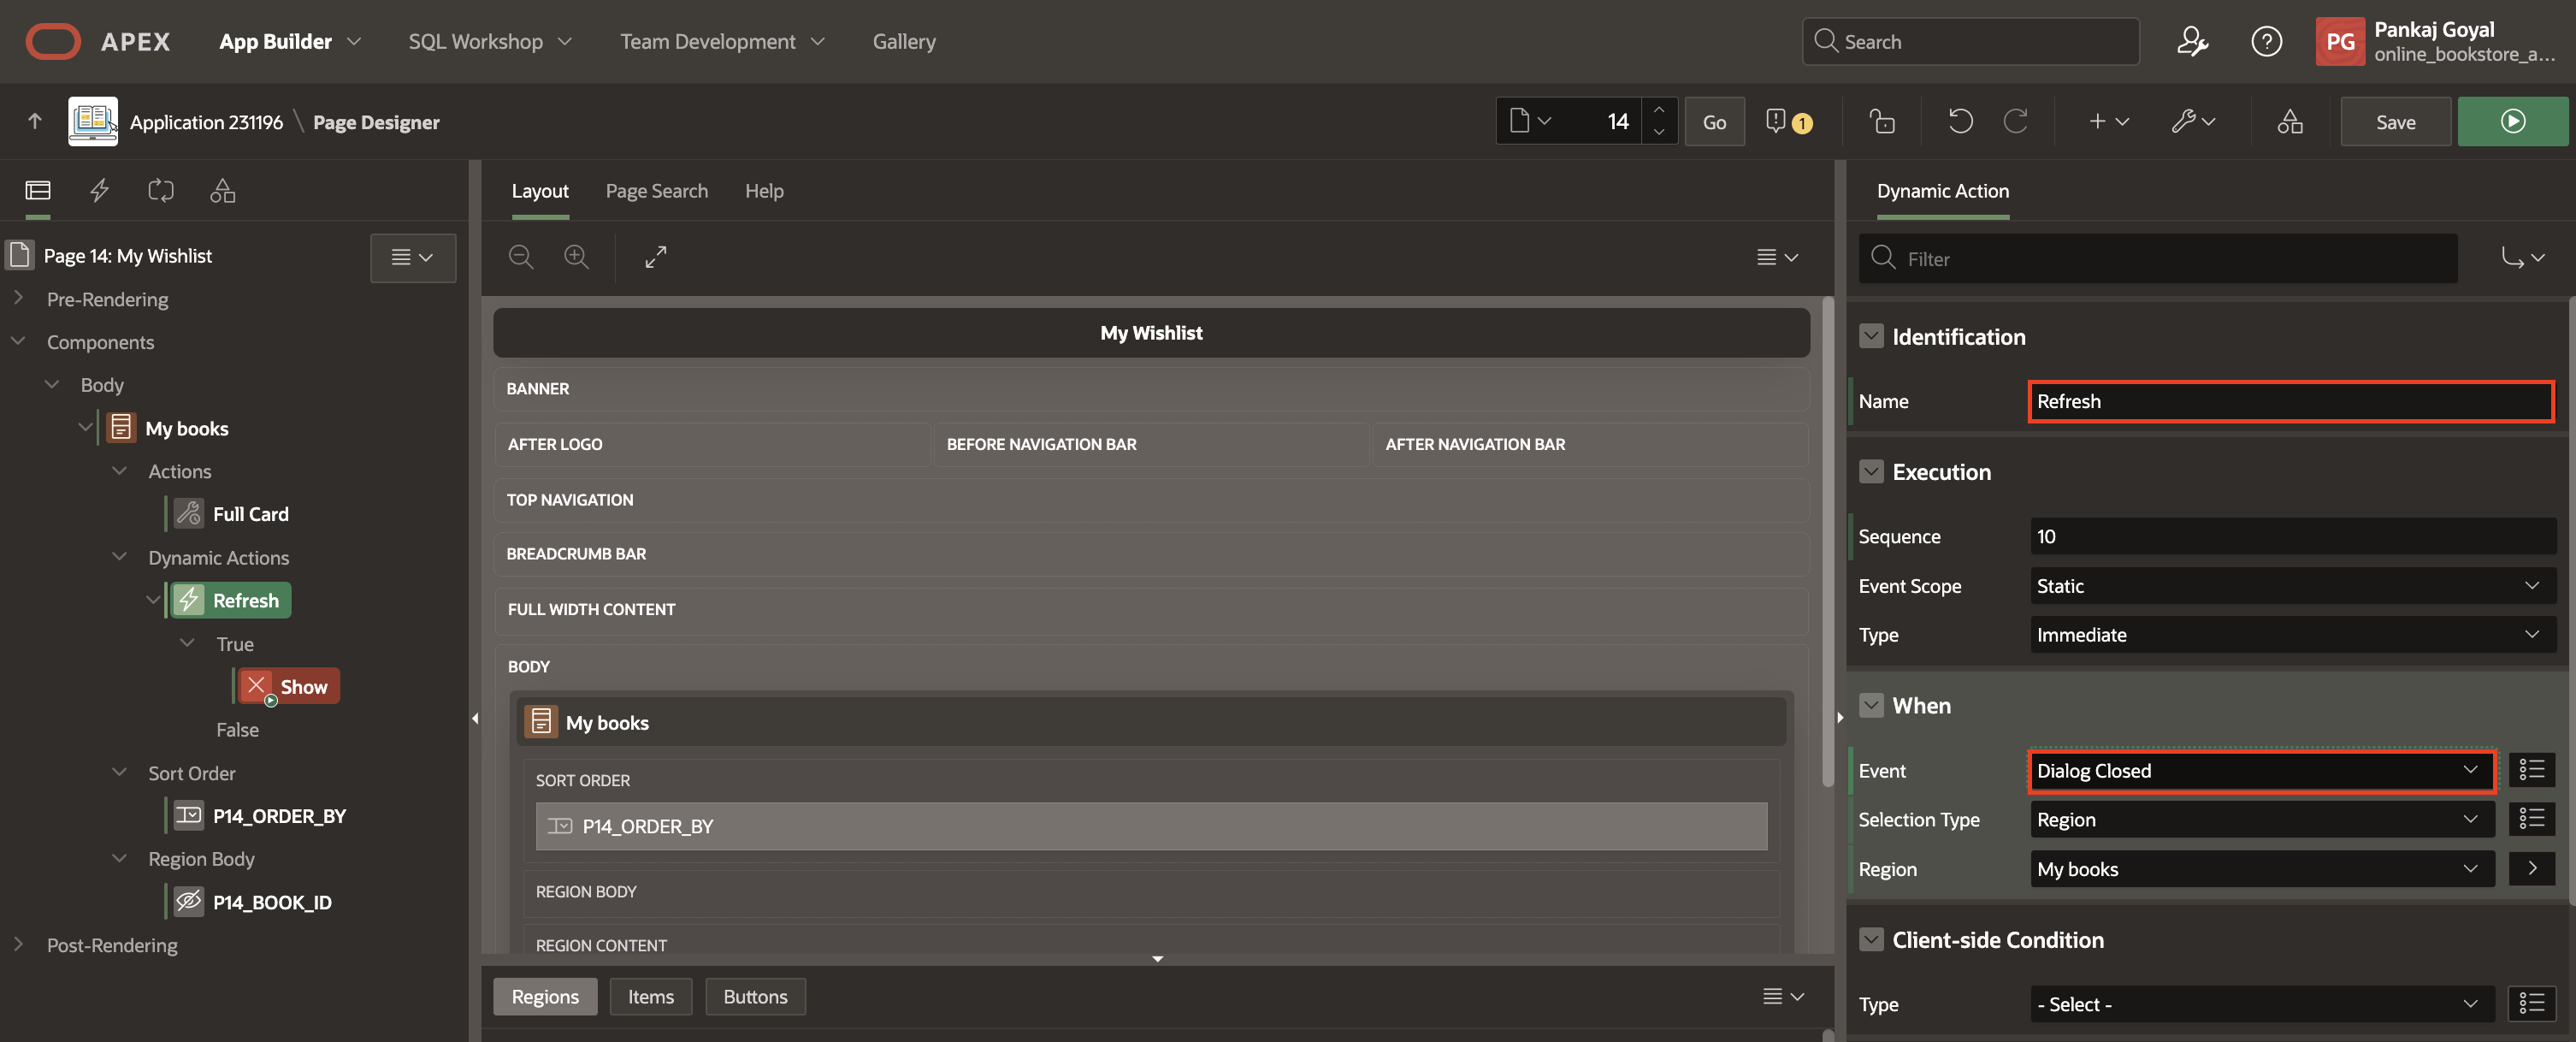 APEX
App Builder
SQL Workshop
Team Development
Gallery
Search
PG
Pankaj Goyal
online_bookstore_a...
Application 231196 \ Page Designer
14
Go
1
Save
Page 14: My Wishlist
Pre-Rendering
Components
Body
My books
Actions
Full Card
Dynamic Actions
Refresh
True
Show
False
Sort Order
P14_ORDER_BY
Region Body
P14_BOOK_ID
Post-Rendering
Layout
Page Search
Help
My Wishlist
BANNER
AFTER LOGO
BEFORE NAVIGATION BAR
AFTER NAVIGATION BAR
TOP NAVIGATION
BREADCRUMB BAR
FULL WIDTH CONTENT
BODY
My books
SORT ORDER
P14_ORDER_BY
REGION BODY
REGION CONTENT
Regions
Items
Buttons
Dynamic Action
Filter
Identification
Name
Refresh
Execution
Sequence
10
Event Scope
Static
Type
Immediate
When
Event
Dialog Closed
Selection Type
Region
Region
My books
Client-side Condition
Type
- Select -